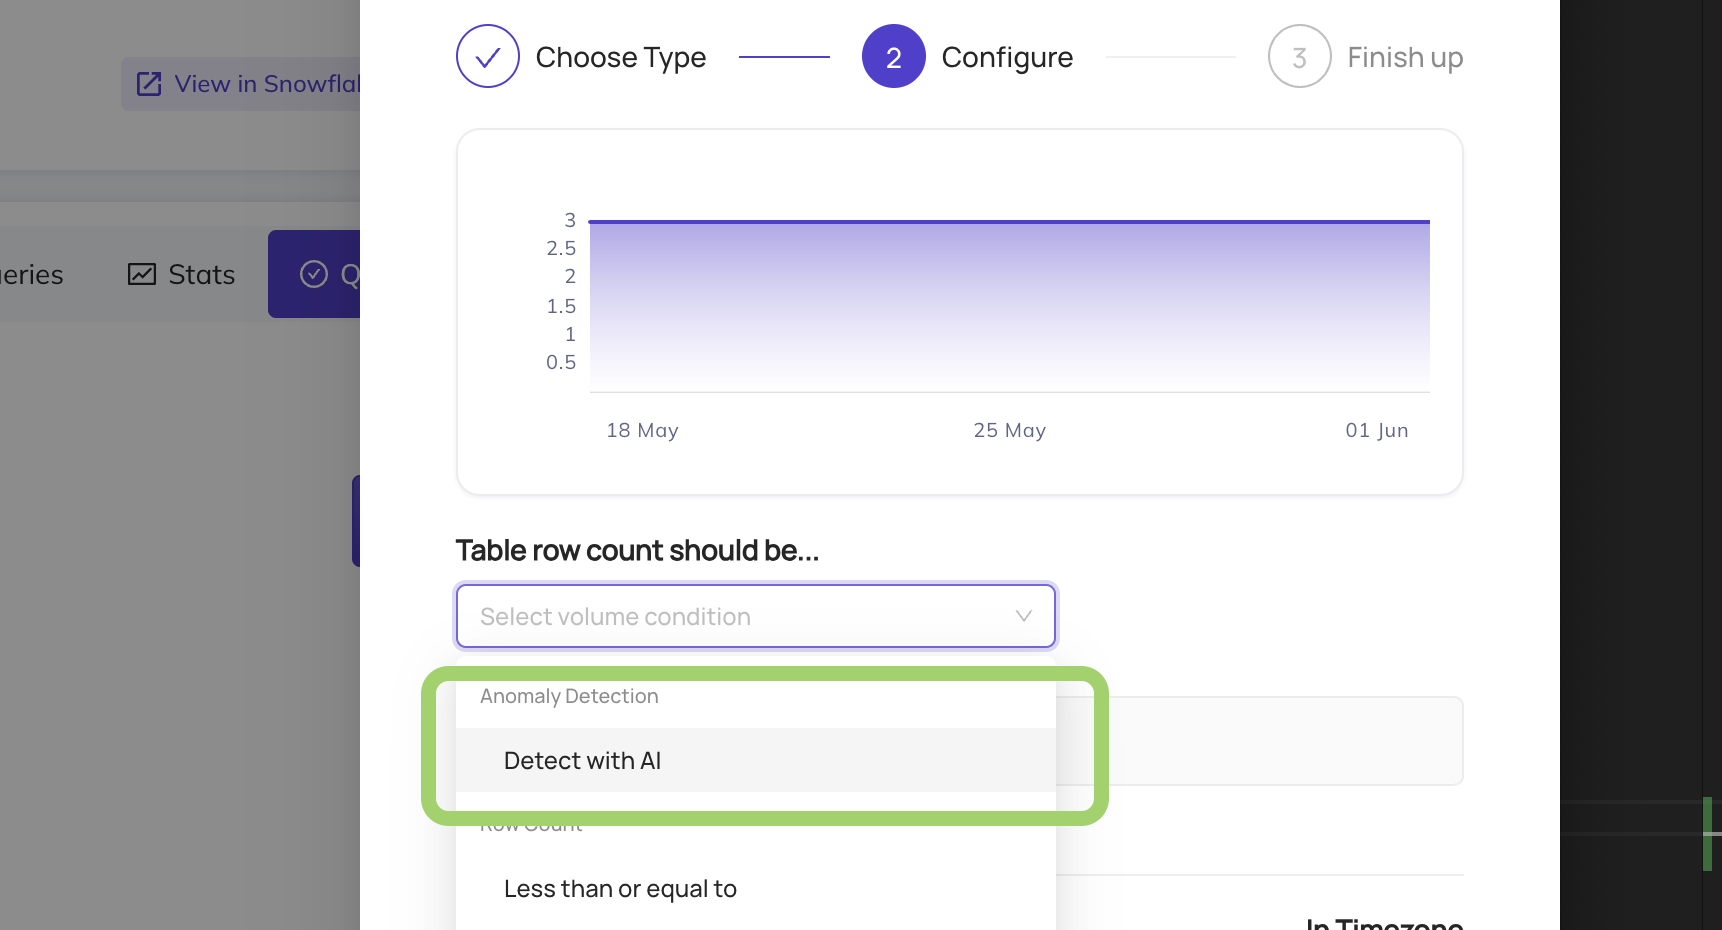 Choose Type
2 Configure
3 Finish up
View in
Stats
3
2.5
2
1.5
1
0.5
18 May
25 May
01 Jun
Table row count should be...
Select volume condition
Anomaly Detection
Detect with AI
Row Count
Less than or equal to
In Timezone